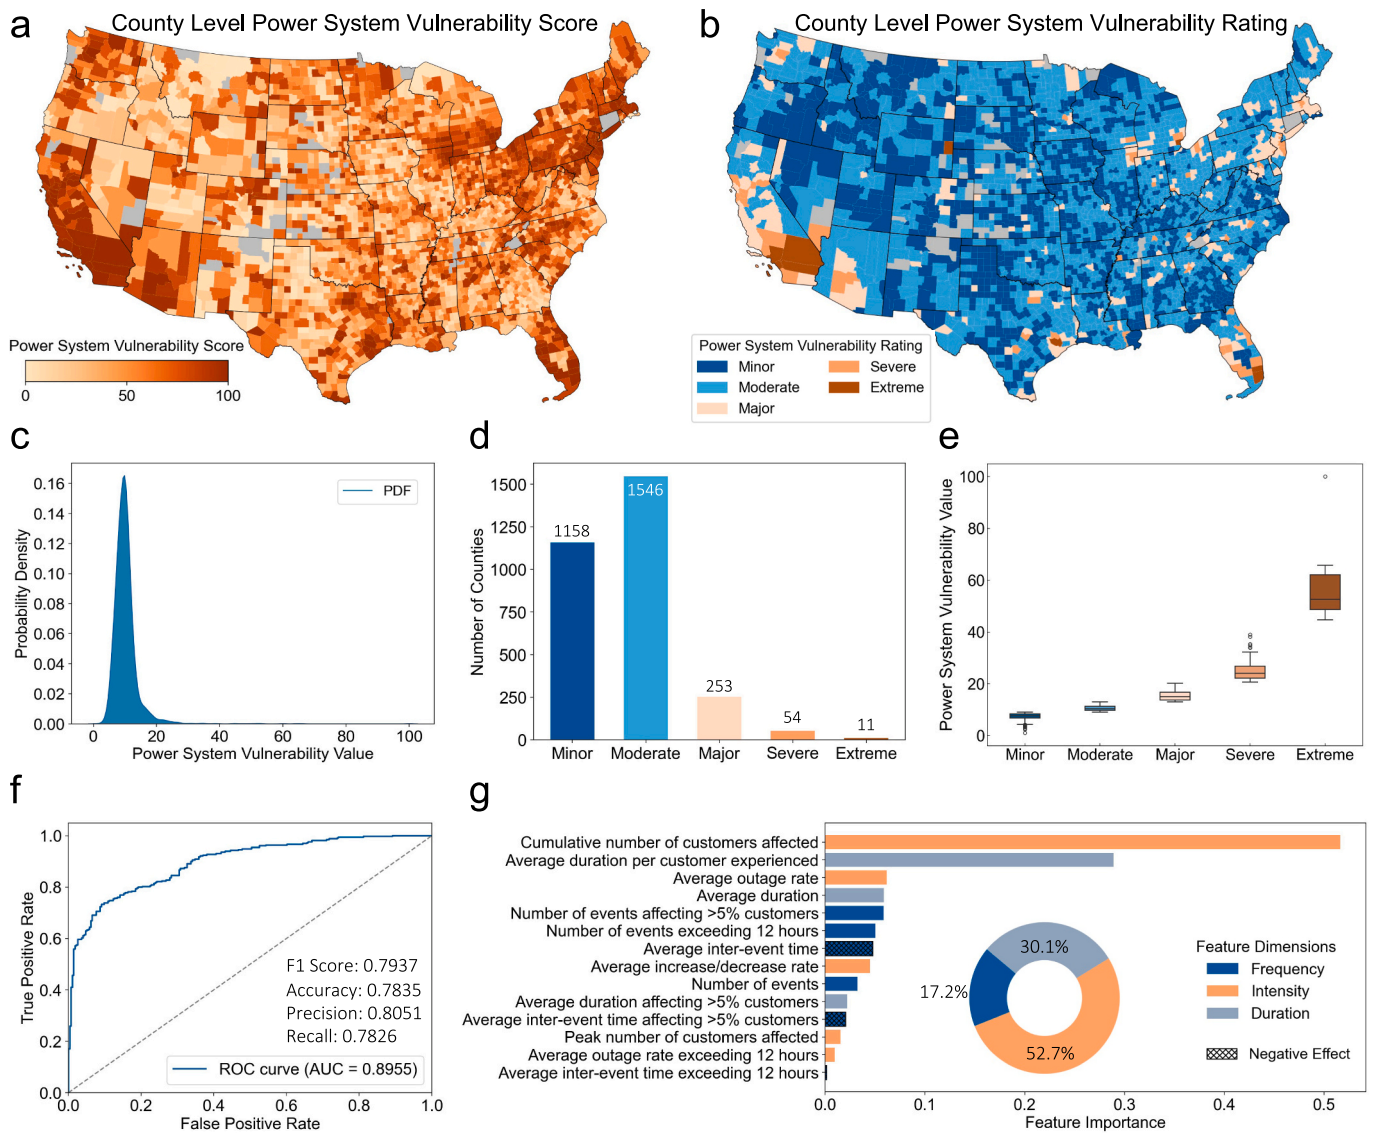 a
County Level Power System Vulnerability Score
Power System Vulnerability Score
0
50
100
b
County Level Power System Vulnerability Rating
Power System Vulnerability Rating
Minor
Severe
Moderate
Extreme
Major
c
0.16
0.14
0.12
0.10
0.08
0.06
0.04
0.02
0.00
Probability Density
PDF
0
20
40
60
80
100
Power System Vulnerability Value
d
1500
1250
1000
750
500
250
0
Number of Counties
1158
1546
253
54
11
Minor
Moderate
Major
Severe
Extreme
e
100
80
60
40
20
0
Power System Vulnerability Value
Minor
Moderate
Major
Severe
Extreme
f
1.0
0.8
0.6
0.4
0.2
0.0
True Positive Rate
F1 Score: 0.7937
Accuracy: 0.7835
Precision: 0.8051
Recall: 0.7826
ROC curve (AUC = 0.8955)
0.0
0.2
0.4
0.6
0.8
1.0
False Positive Rate
g
Cumulative number of customers affected
Average duration per customer experienced
Average outage rate
Average duration
Number of events affecting >5% customers
Number of events exceeding 12 hours
Average inter-event time
Average increase/decrease rate
Number of events
Average duration affecting >5% customers
Average inter-event time affecting >5% customers
Peak number of customers affected
Average outage rate exceeding 12 hours
Average inter-event time exceeding 12 hours
30.1%
17.2%
52.7%
Feature Dimensions
Frequency
Intensity
Duration
Negative Effect
0.0
0.1
0.2
0.3
0.4
0.5
Feature Importance